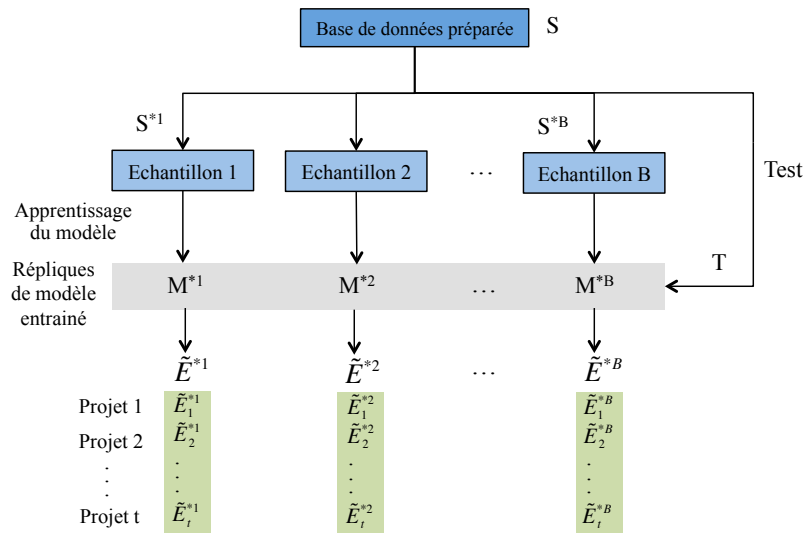 Base de données préparée S
S*1 S*B
Echantillon 1 Echantillon 2 ... Echantillon B
Test
Apprentissage
du modèle
Répliques
de modèle
entrainé
T
M*1 M*2 ... M*B
Ẽ*1 Ẽ*2 ... Ẽ*B
Projet 1 Ẽ₁*1 Ẽ₁*2 Ẽ₁*B
Projet 2 Ẽ₂*1 Ẽ₂*2 Ẽ₂*B
. . . . .
. . . . .
. . . . .
Projet t Ẽₜ*1 Ẽₜ*2 Ẽₜ*B